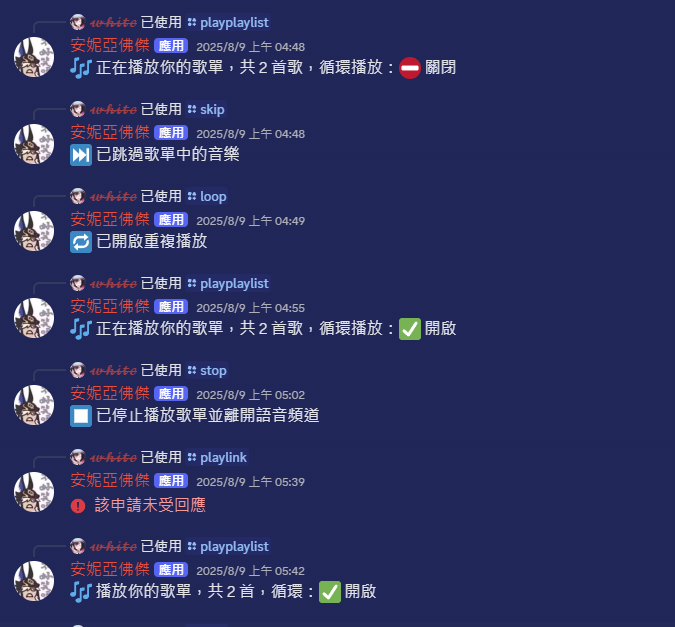 white 已使用 playplaylist
安妮亞佛傑 應用 2025/8/9 上午 04:48
正在播放你的歌單，共 2 首歌，循環播放：關閉
white 已使用 skip
安妮亞佛傑 應用 2025/8/9 上午 04:48
已跳過歌單中的音樂
white 已使用 loop
安妮亞佛傑 應用 2025/8/9 上午 04:49
已開啟重複播放
white 已使用 playplaylist
安妮亞佛傑 應用 2025/8/9 上午 04:55
正在播放你的歌單，共 2 首歌，循環播放：開啟
white 已使用 stop
安妮亞佛傑 應用 2025/8/9 上午 05:02
已停止播放歌單並離開語音頻道
white 已使用 playlink
安妮亞佛傑 應用 2025/8/9 上午 05:39
該申請未受回應
white 已使用 playplaylist
安妮亞佛傑 應用 2025/8/9 上午 05:42
播放你的歌單，共 2 首，循環：開啟